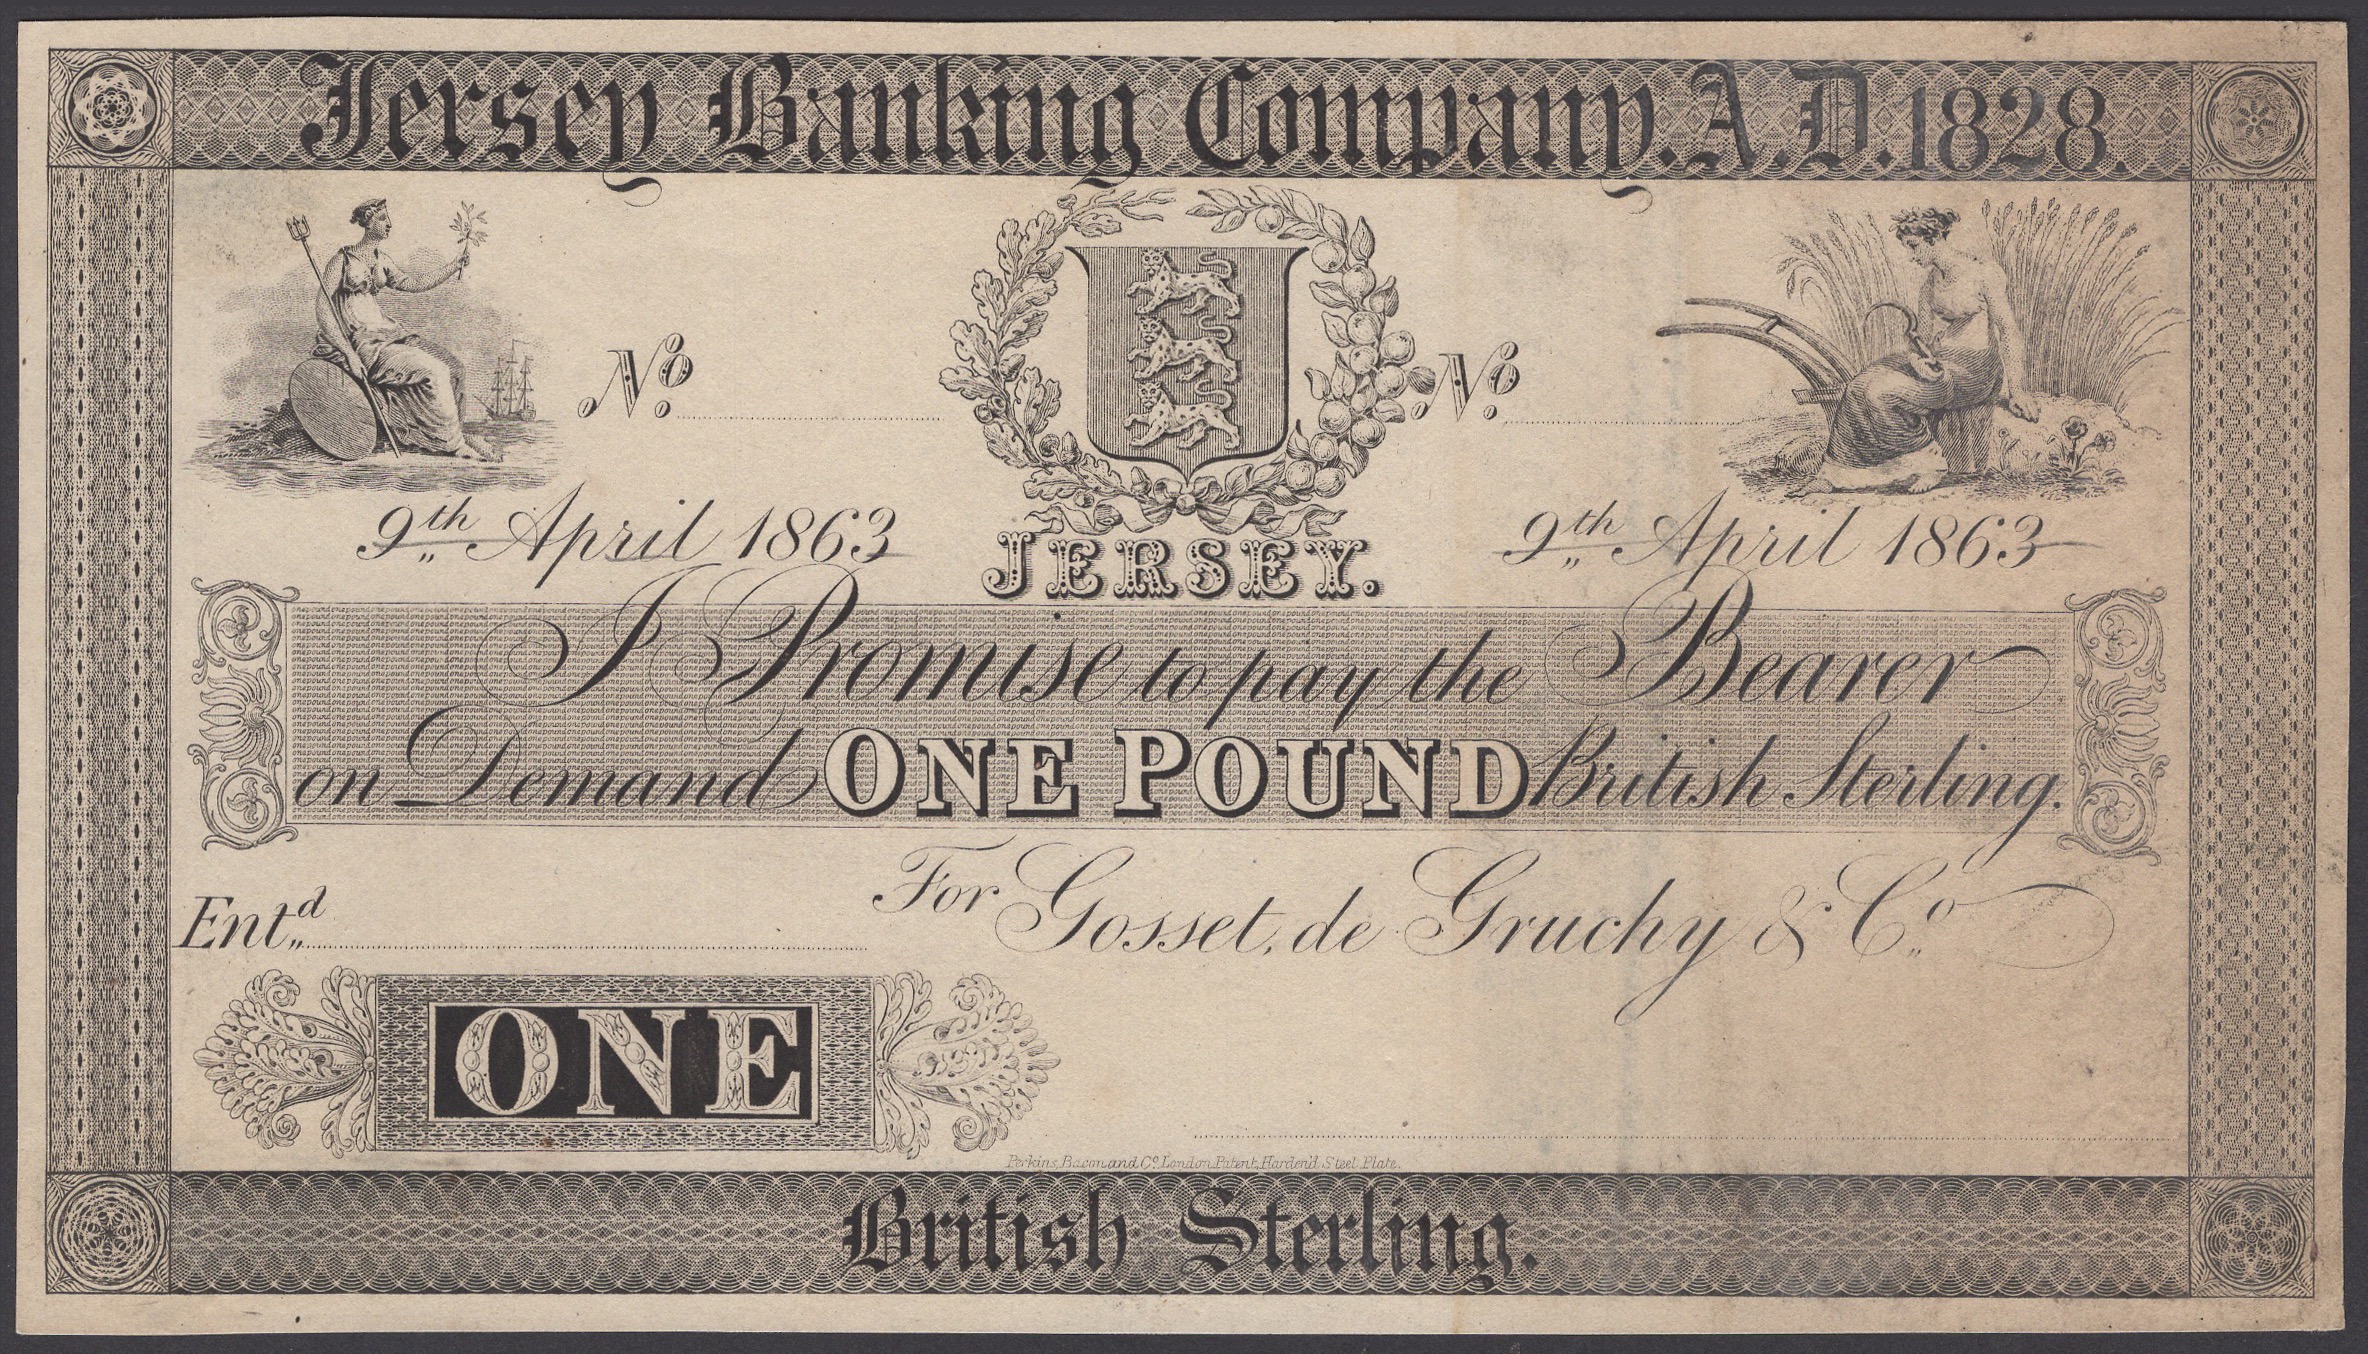 Jersey Banking Company. A.D. 1828.
No. No.
9th April 1863 9th April 1863
JERSEY.
I Promise to pay the Bearer
on Demand ONE POUND British Sterling.
For Gosset, de Gruchy & Co
Entd
ONE
Perkins, Bacon and Co. London Patent, Harden'd Steel Plate.
British Sterling.